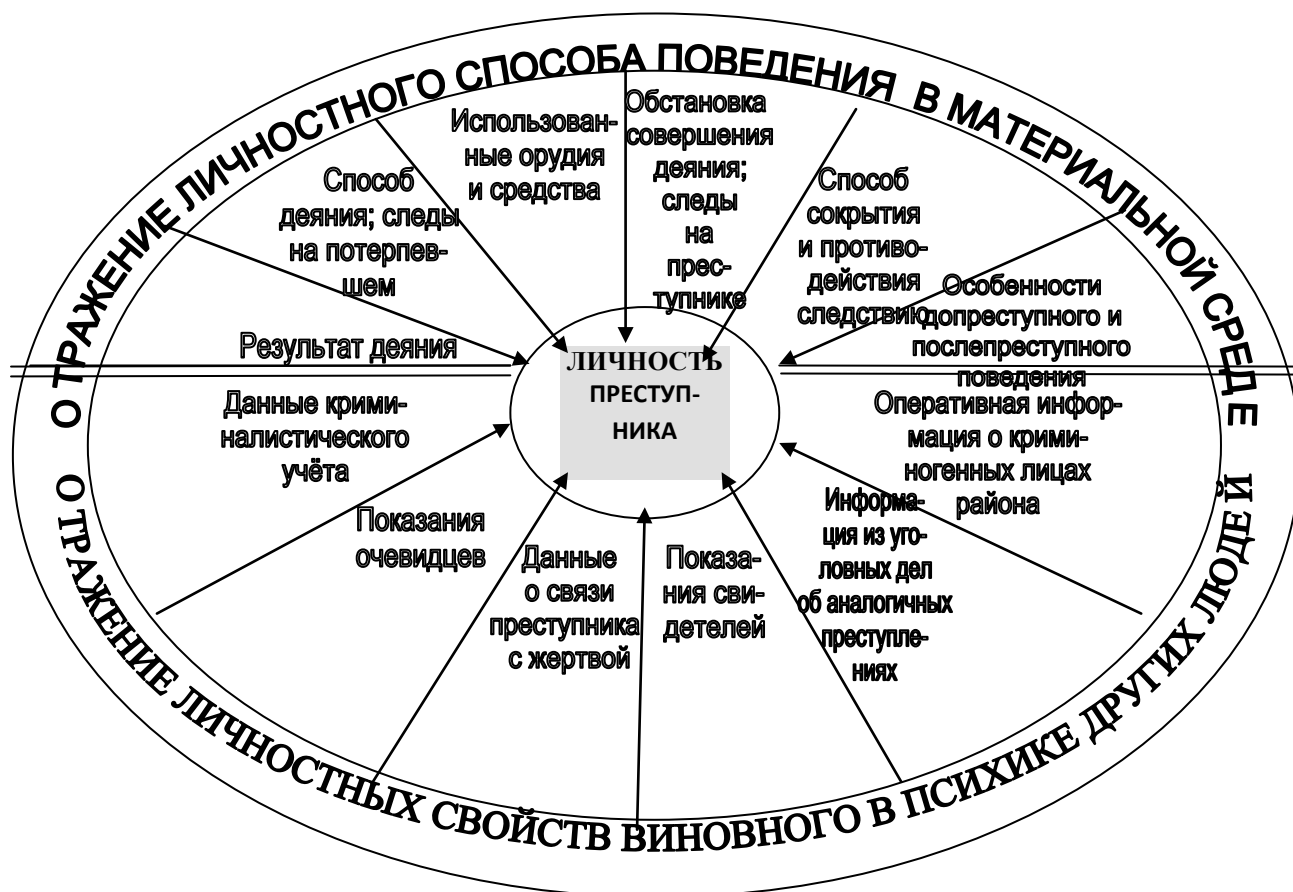 О ТРАЖЕНИЕ ЛИЧНОСТНОГО СПОСОБА ПОВЕДЕНИЯ В МАТЕРИАЛЬНОЙ СРЕДЕ
Результат деяния
Способ
деяния; следы
на потерпев-
шем
Использован-
ные орудия
и средства
Обстановка
совершения
деяния;
следы
на
прес-
тупнике
Способ
сокрытия
и противо-
действия
следствию
Особенности
допреступного и
послепреступного
поведения
ЛИЧНОСТЬ
ПРЕСТУП-
НИКА
Данные крими-
налистического
учёта
Показания
очевидцев
Данные
о связи
преступника
с жертвой
Показа-
ния сви-
детелей
Информа-
ция из уго-
ловных дел
об аналогичных
преступле-
ниях
Оперативная инфор-
мация о крими-
ногенных лицах
района
О ТРАЖЕНИЕ ЛИЧНОСТНЫХ СВОЙСТВ ВИНОВНОГО В ПСИХИКЕ ДРУГИХ ЛЮДЕЙ